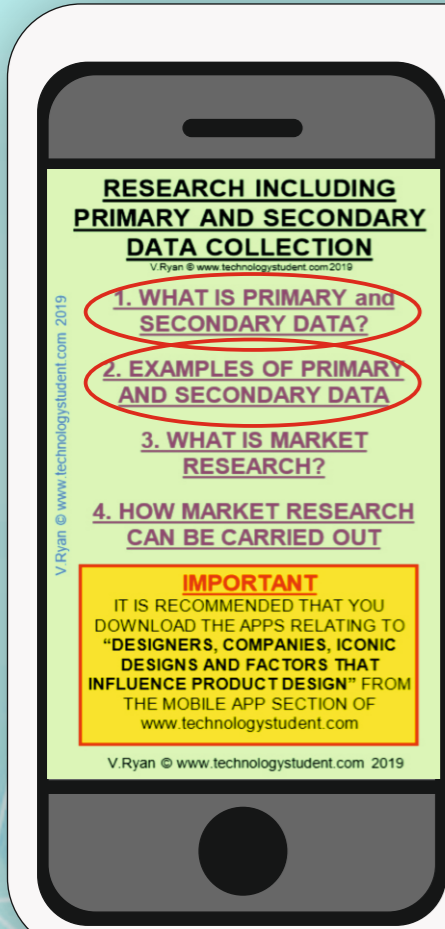 RESEARCH INCLUDING
PRIMARY AND SECONDARY
DATA COLLECTION
V.Ryan © www.technologystudent.com 2019
1. WHAT IS PRIMARY and
SECONDARY DATA?
2. EXAMPLES OF PRIMARY
AND SECONDARY DATA
3. WHAT IS MARKET
RESEARCH?
4. HOW MARKET RESEARCH
CAN BE CARRIED OUT
IMPORTANT
IT IS RECOMMENDED THAT YOU
DOWNLOAD THE APPS RELATING TO
“DESIGNERS, COMPANIES, ICONIC
DESIGNS AND FACTORS THAT
INFLUENCE PRODUCT DESIGN” FROM
THE MOBILE APP SECTION OF
www.technologystudent.com
V.Ryan © www.technologystudent.com 2019
V.Ryan © www.technologystudent.com 2019